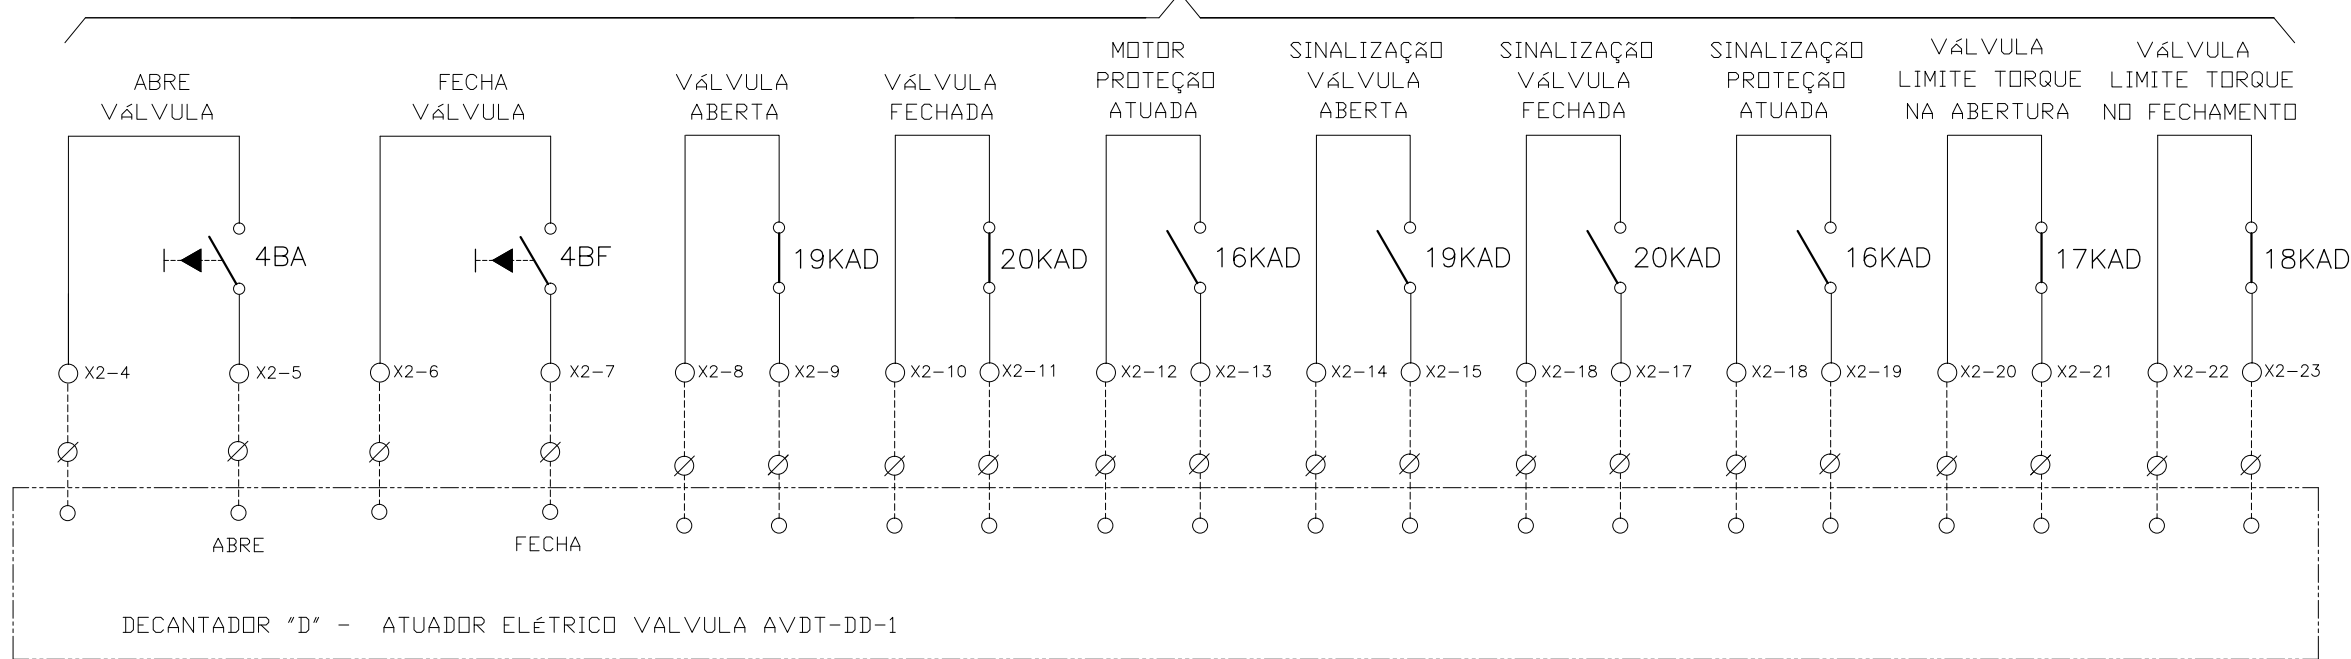 ABRE
VÁLVULA
FECHA
VÁLVULA
VÁLVULA
ABERTA
VÁLVULA
FECHADA
MOTOR
PROTEÇÃO
ATUADA
SINALIZAÇÃO
VÁLVULA
ABERTA
SINALIZAÇÃO
VÁLVULA
FECHADA
SINALIZAÇÃO
PROTEÇÃO
ATUADA
VÁLVULA
LIMITE TORQUE
NA ABERTURA
VÁLVULA
LIMITE TORQUE
NO FECHAMENTO
4BA
4BF
19KAD
20KAD
16KAD
19KAD
20KAD
16KAD
17KAD
18KAD
X2-4
X2-5
X2-6
X2-7
X2-8
X2-9
X2-10
X2-11
X2-12
X2-13
X2-14
X2-15
X2-18
X2-17
X2-18
X2-19
X2-20
X2-21
X2-22
X2-23
ABRE
FECHA
DECANTADOR "D" - ATUADOR ELÉTRICO VALVULA AVDT-DD-1